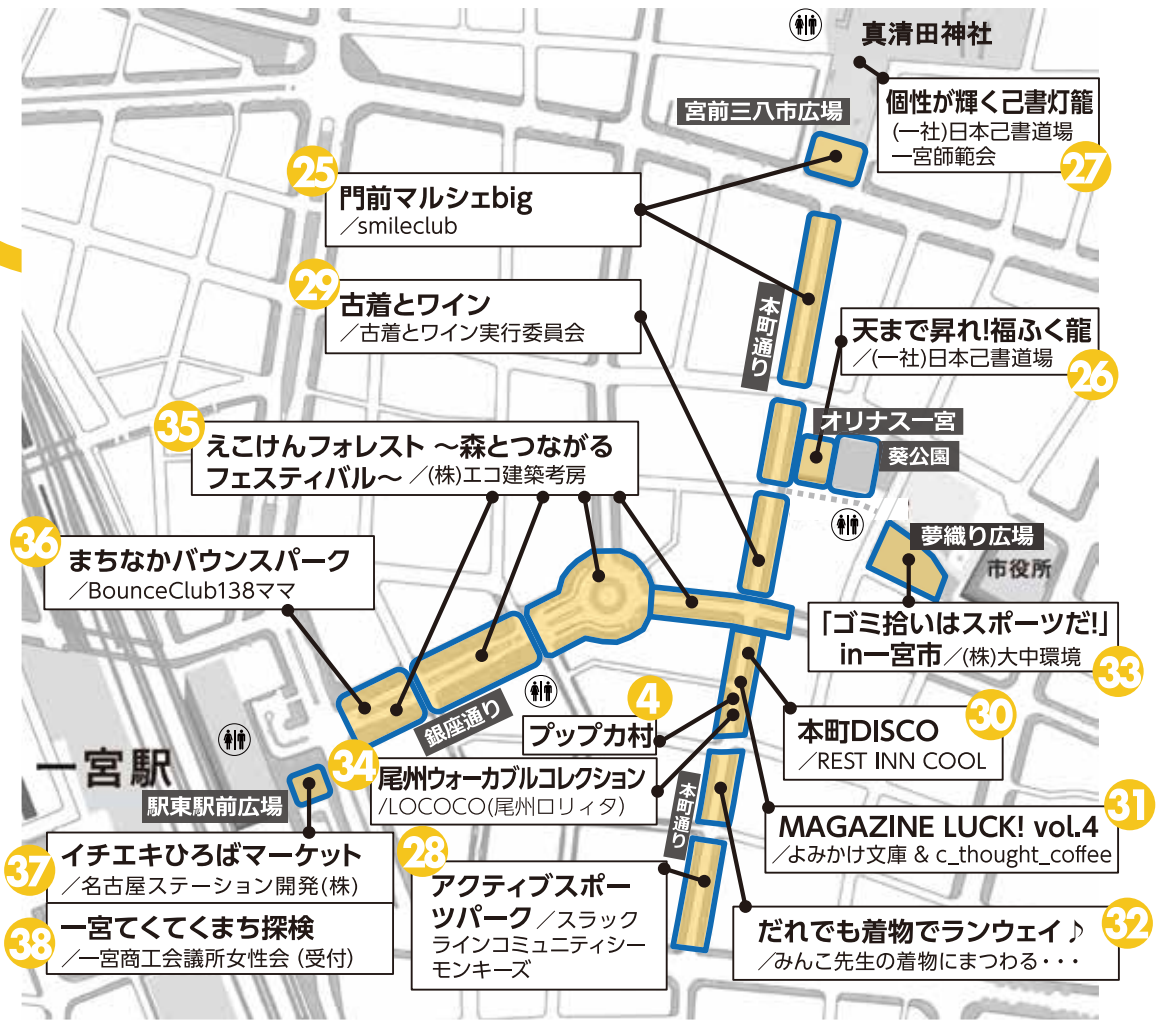 真清田神社
個性が輝く己書灯籠
(一社)日本己書道場
一宮師範会
27
宮前三八市広場
25
門前マルシェbig
／smileclub
29
古着とワイン
／古着とワイン実行委員会
本町通り
天まで昇れ!福ふく龍
／(一社)日本己書道場
26
オリナス一宮
葵公園
35
えこけんフォレスト ～森とつながる
フェスティバル～ ／(株)エコ建築考房
36
まちなかバウンスパーク
／BounceClub138ママ
夢織り広場
市役所
「ゴミ拾いはスポーツだ!」
in一宮市／(株)大中環境
33
銀座通り
4
プップカ村
30
本町DISCO
／REST INN COOL
一宮駅
駅東駅前広場
34
尾州ウォーカブルコレクション
/LOCOCO(尾州ロリィタ)
本町通り
31
MAGAZINE LUCK! vol.4
／よみかけ文庫 & c_thought_coffee
37
イチエキひろばマーケット
／名古屋ステーション開発(株)
38
一宮てくてくまち探検
／一宮商工会議所女性会 (受付)
28
アクティブスポー
ツパーク ／スラック
ラインコミュニティシー
モンキーズ
32
だれでも着物でランウェイ♪
／みんこ先生の着物にまつわる・・・